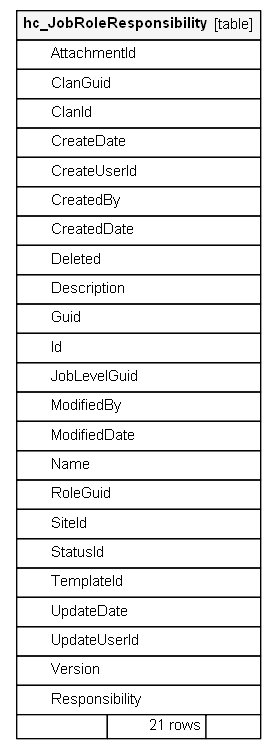 hc_JobRoleResponsibility [table]
AttachmentId
ClanGuid
ClanId
CreateDate
CreateUserId
CreatedBy
CreatedDate
Deleted
Description
Guid
Id
JobLevelGuid
ModifiedBy
ModifiedDate
Name
RoleGuid
SiteId
StatusId
TemplateId
UpdateDate
UpdateUserId
Version
Responsibility
21 rows